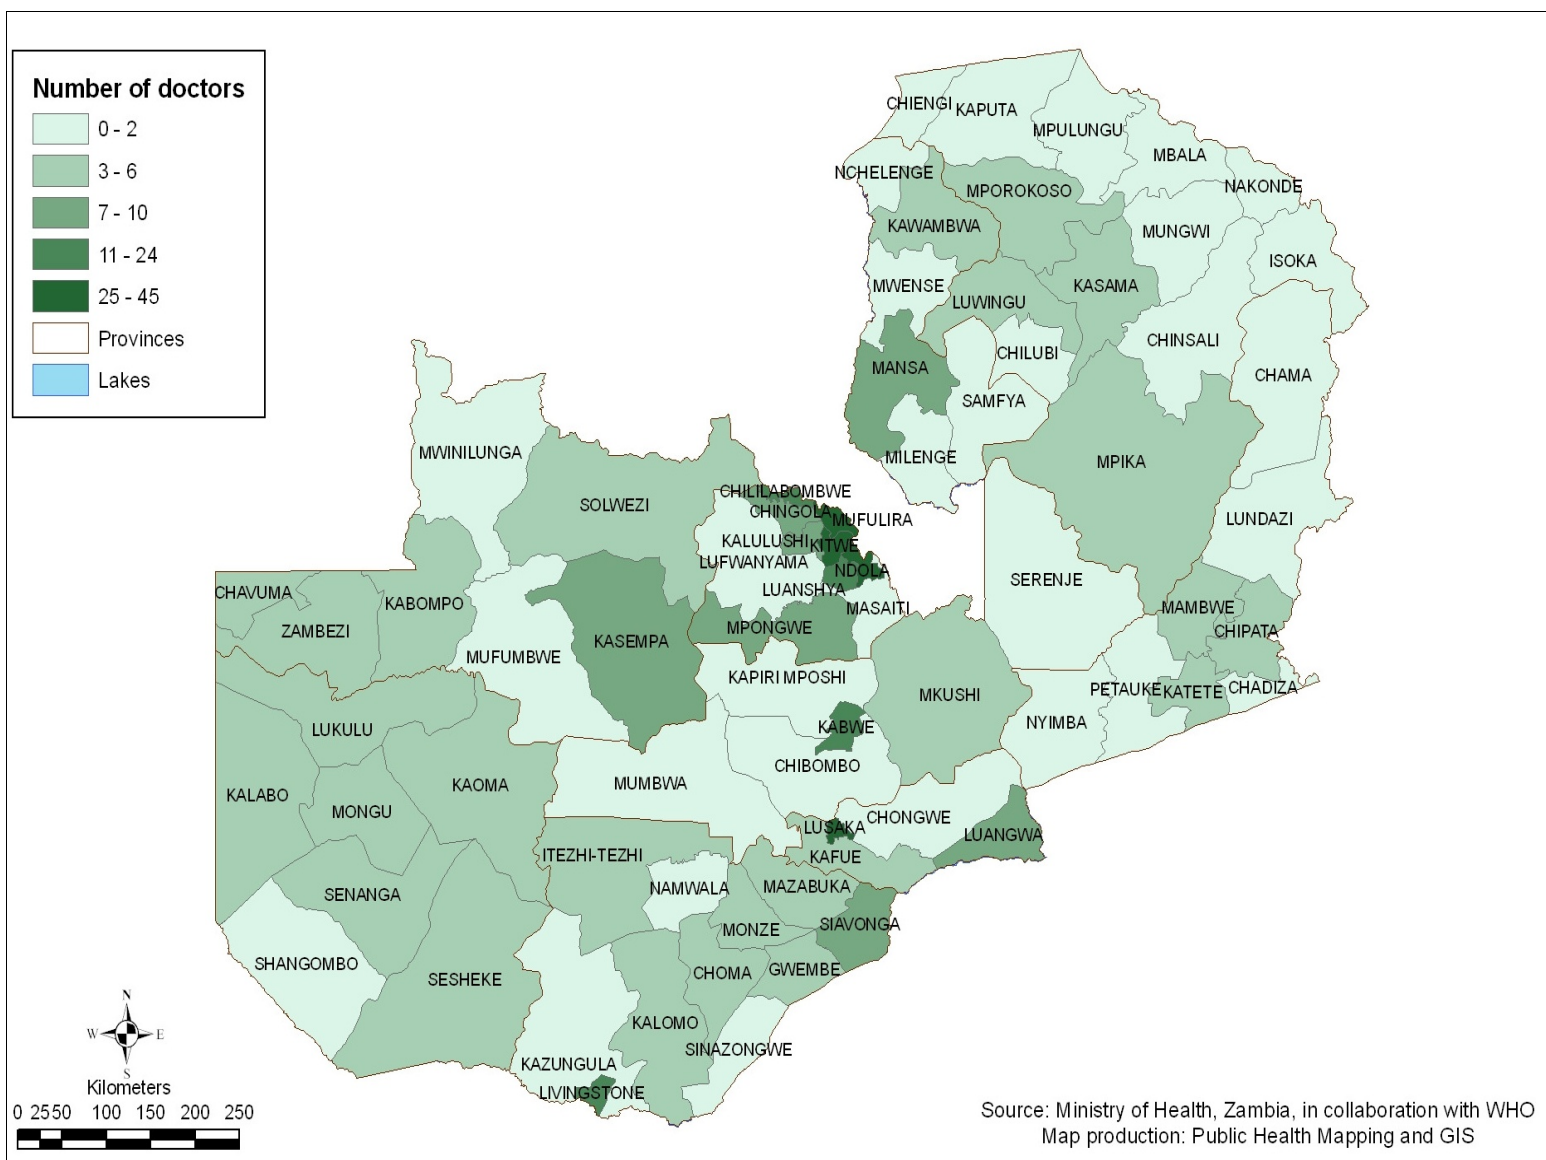 Number of doctors
0 - 2
3 - 6
7 - 10
11 - 24
25 - 45
Provinces
Lakes
CHIENGI
KAPUTA
MPULUNGU
MBALA
NCHELENGE
MPOROKOSO
NAKONDE
KAWAMBWA
MUNGWI
ISOKA
MWENSE
LUWINGU
KASAMA
CHINSALI
CHILUBI
MANSA
CHAMA
SAMFYA
MWINILUNGA
MILENGE
MPIKA
CHILILABOMBWE
SOLWEZI
CHINGOLA
MUFULIRA
LUNDAZI
KALULUSHI
KITWE
LUFWANYAMA
NDOLA
SERENJE
LUANSHYA
CHAVUMA
KABOMPO
MASAITI
MAMBWE
ZAMBEZI
MPONGWE
CHIPATA
KASEMPA
MUFUMBWE
KAPIRI MPOSHI
MKUSHI
PETAUKE
KATETE
CHADIZA
LUKULU
KABWE
NYIMBA
CHIBOMBO
KALABO
KAOMA
MUMBWA
MONGU
LUSAKA
CHONGWE
LUANGWA
ITEZHI-TEZHI
KAFUE
SENANGA
NAMWALA
MAZABUKA
MONZE
SIAVONGA
SHANGOMBO
SESHEKE
CHOMA
GWEMBE
KALOMO
SINAZONGWE
KAZUNGULA
LIVINGSTONE
N
W E
S
Kilometers
0 25 50 100 150 200 250
Source: Ministry of Health, Zambia, in collaboration with WHO
Map production: Public Health Mapping and GIS